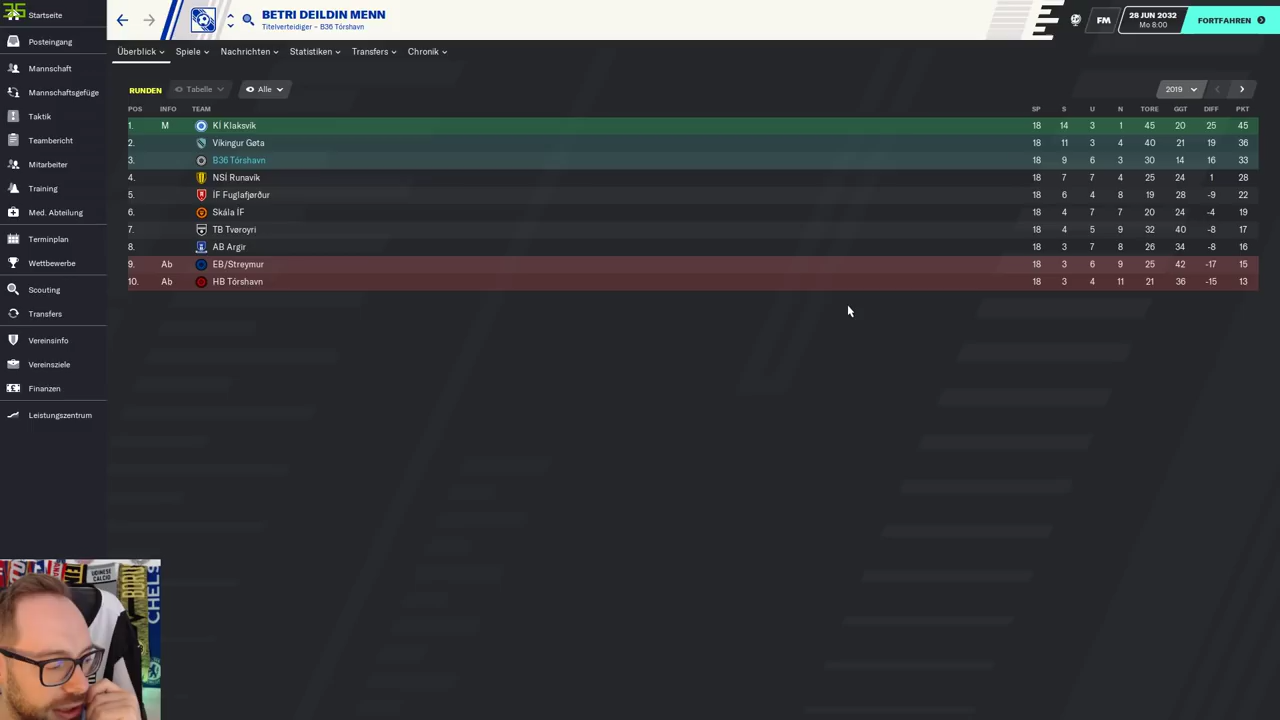 Startseite
BETRI DEILDIN MENN
Titelverteidiger – B36 Tórshavn
FM
28 JUN 2032
Mo 8:00
FORTFAHREN
Posteingang
Überblick Spiele Nachrichten Statistiken Transfers Chronik
Mannschaft
Mannschaftsgefüge
RUNDEN Tabelle Alle 2019
POS INFO TEAM SP S U N TORE GGT DIFF PKT
Taktik
1. M KÍ Klaksvík 18 14 3 1 45 20 25 45
Teambericht
2. Víkingur Gøta 18 11 3 4 40 21 19 36
Mitarbeiter
3. B36 Tórshavn 18 9 6 3 30 14 16 33
4. NSÍ Runavík 18 7 7 4 25 24 1 28
Training
5. ÍF Fuglafjørður 18 6 4 8 19 28 -9 22
Med. Abteilung
6. Skála ÍF 18 4 7 7 20 24 -4 19
7. TB Tvøroyri 18 4 5 9 32 40 -8 17
Terminplan
8. AB Argir 18 3 7 8 26 34 -8 16
Wettbewerbe
9. Ab EB/Streymur 18 3 6 9 25 42 -17 15
10. Ab HB Tórshavn 18 3 4 11 21 36 -15 13
Scouting
Transfers
Vereinsinfo
Vereinsziele
Finanzen
Leistungszentrum
UDINESE
CALCIO
BORU
CHELS